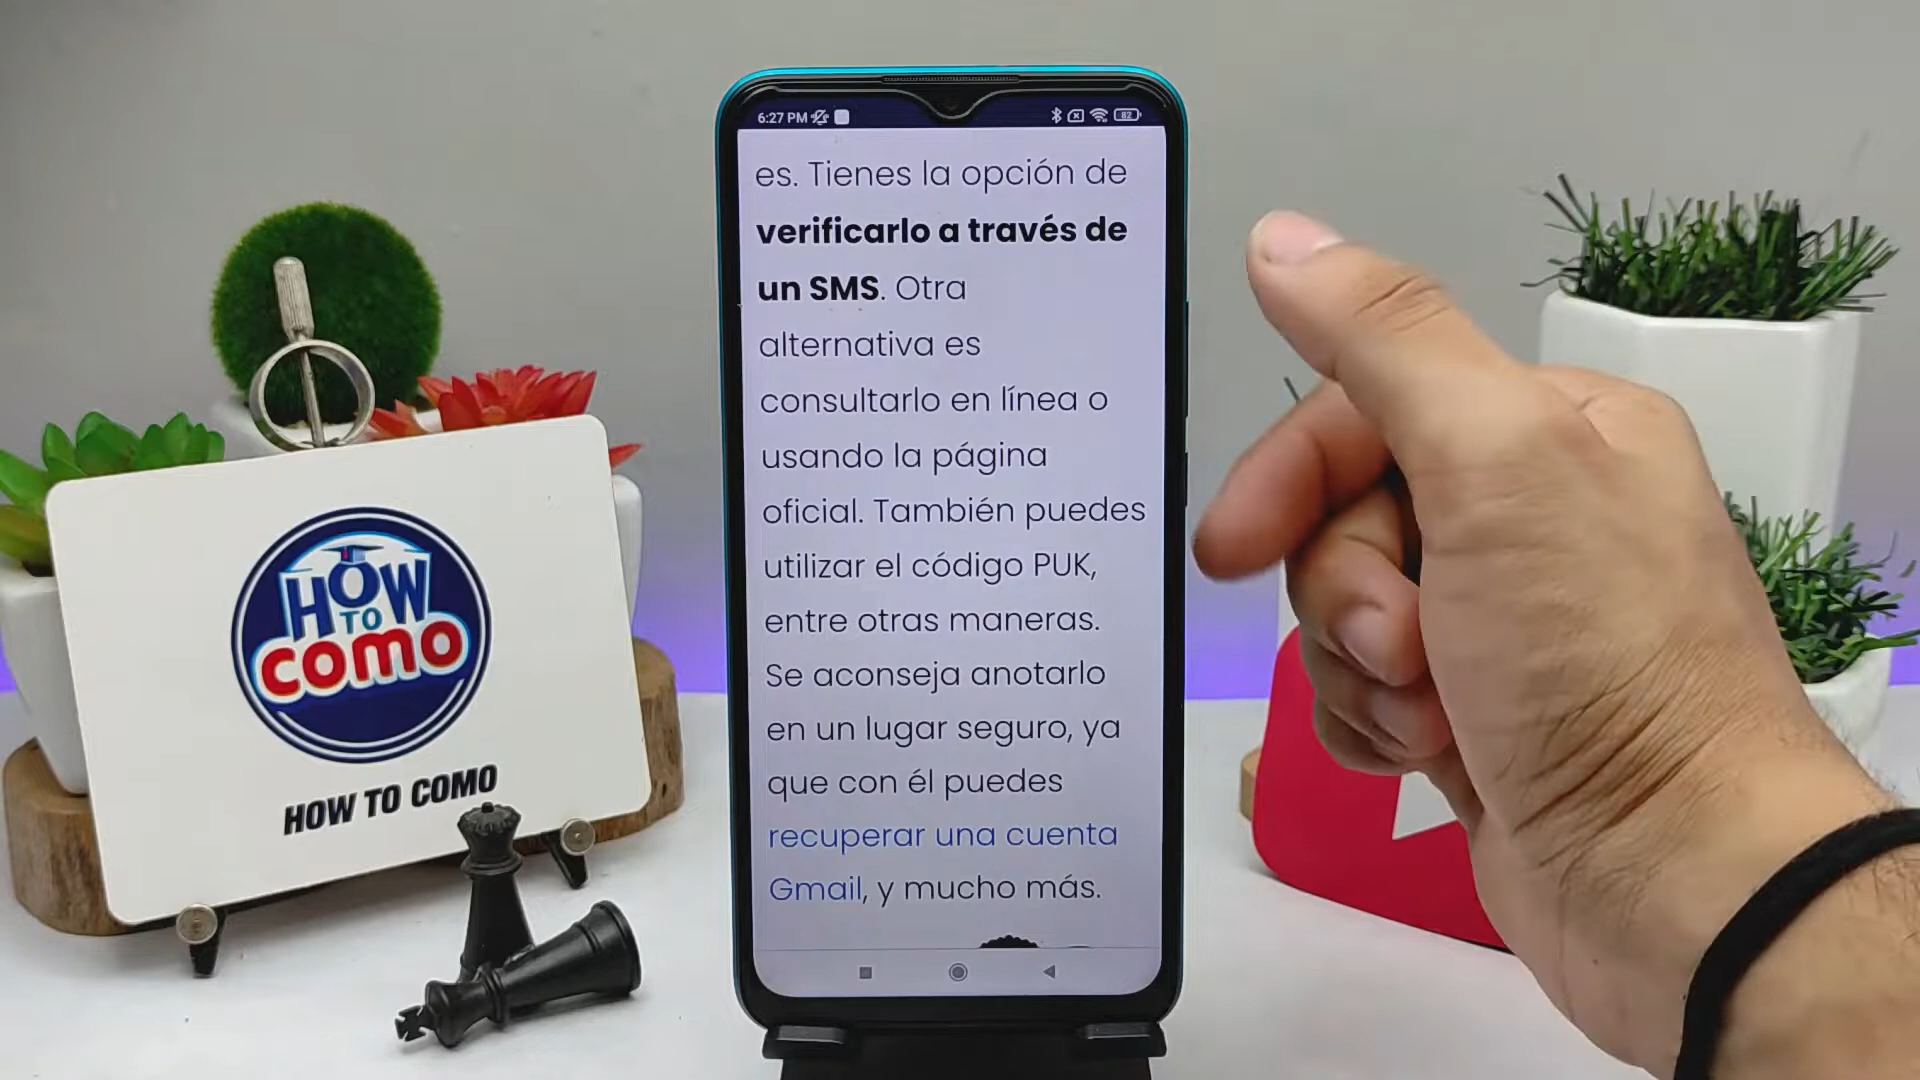 6:27 PM
82
es. Tienes la opción de
verificarlo a través de
un SMS. Otra
alternativa es
consultarlo en línea o
usando la página
oficial. También puedes
utilizar el código PUK,
entre otras maneras.
Se aconseja anotarlo
en un lugar seguro, ya
que con él puedes
recuperar una cuenta
Gmail, y mucho más.
HOW
TO
COMO
HOW TO COMO